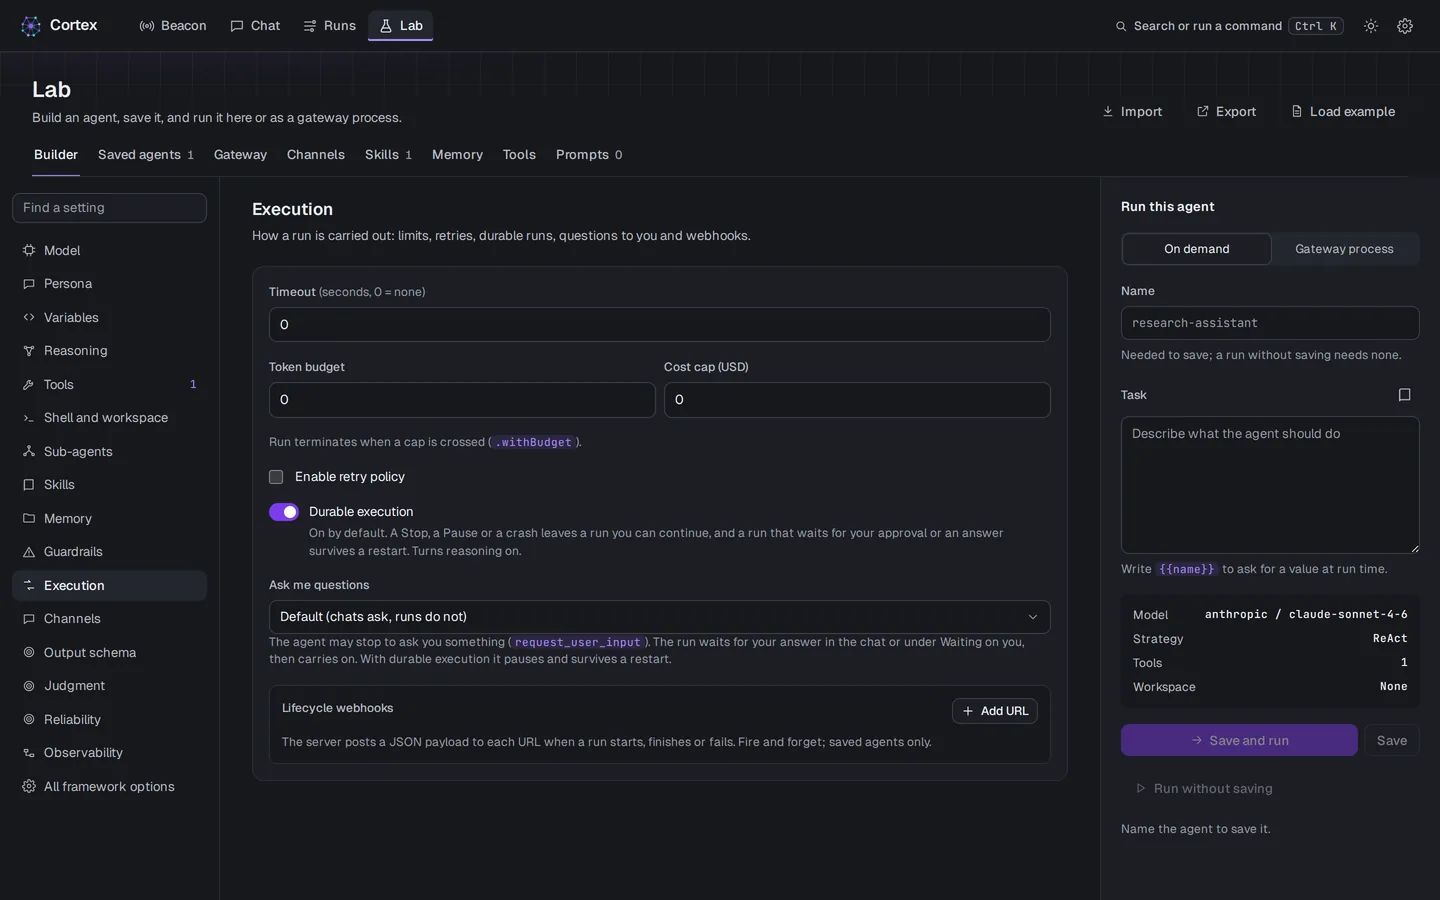 Cortex
Beacon
Chat
Runs
Lab
Search or run a command
Ctrl K
Lab
Build an agent, save it, and run it here or as a gateway process.
Import
Export
Load example
Builder
Saved agents 1
Gateway
Channels
Skills 1
Memory
Tools
Prompts 0
Find a setting
Model
Persona
Variables
Reasoning
Tools 1
Shell and workspace
Sub-agents
Skills
Memory
Guardrails
Execution
Channels
Output schema
Judgment
Reliability
Observability
All framework options
Execution
How a run is carried out: limits, retries, durable runs, questions to you and webhooks.
Timeout (seconds, 0 = none)
0
Token budget
0
Cost cap (USD)
0
Run terminates when a cap is crossed ( .withBudget ).
Enable retry policy
Durable execution
On by default. A Stop, a Pause or a crash leaves a run you can continue, and a run that waits for your approval or an answer
survives a restart. Turns reasoning on.
Ask me questions
Default (chats ask, runs do not)
The agent may stop to ask you something ( request_user_input ). The run waits for your answer in the chat or under Waiting on you,
then carries on. With durable execution it pauses and survives a restart.
Lifecycle webhooks
Add URL
The server posts a JSON payload to each URL when a run starts, finishes or fails. Fire and forget; saved agents only.
Run this agent
On demand
Gateway process
Name
research-assistant
Needed to save; a run without saving needs none.
Task
Describe what the agent should do
Write {{name}} to ask for a value at run time.
Model anthropic / claude-sonnet-4-6
Strategy ReAct
Tools 1
Workspace None
Save and run
Save
Run without saving
Name the agent to save it.